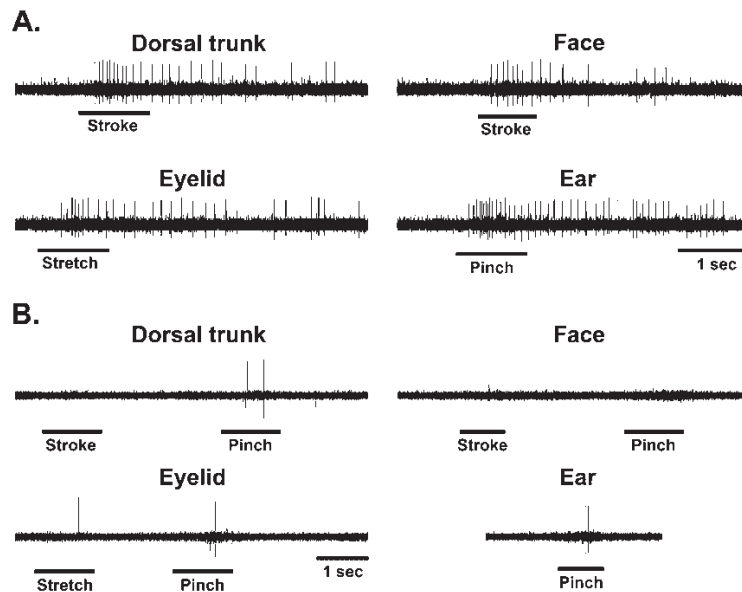 A.
Dorsal trunk
Face
Stroke
Stroke
Eyelid
Ear
Stretch
Pinch
1 sec
B.
Dorsal trunk
Face
Stroke
Pinch
Stroke
Pinch
Eyelid
Ear
Stretch
Pinch
1 sec
Pinch